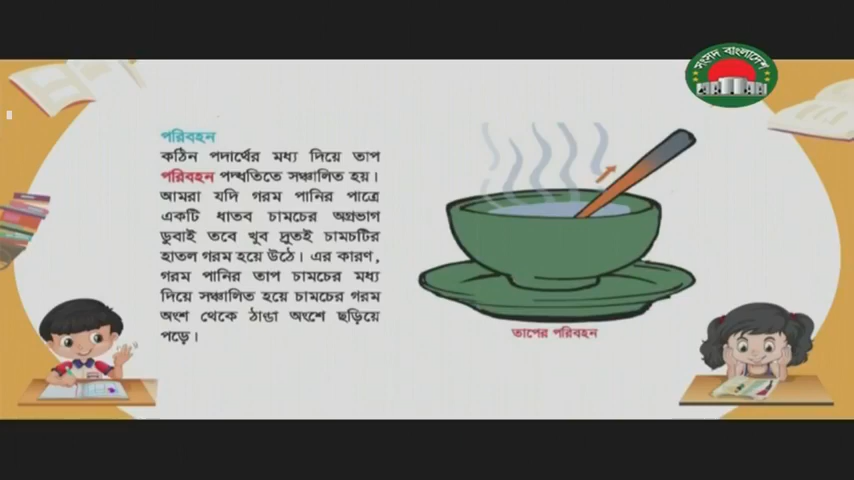 সংসদ বাংলাদেশ
পরিবহন
কঠিন পদার্থের মধ্য দিয়ে তাপ
পরিবহন পদ্ধতিতে সঞ্চালিত হয়।
আমরা যদি গরম পানির পাত্রে
একটি ধাতব চামচের অগ্রভাগ
ডুবাই তবে খুব দ্রুতই চামচটির
হাতল গরম হয়ে উঠে। এর কারণ,
গরম পানির তাপ চামচের মধ্য
দিয়ে সঞ্চালিত হয়ে চামচের গরম
অংশ থেকে ঠান্ডা অংশে ছড়িয়ে
পড়ে।
তাপের পরিবহন